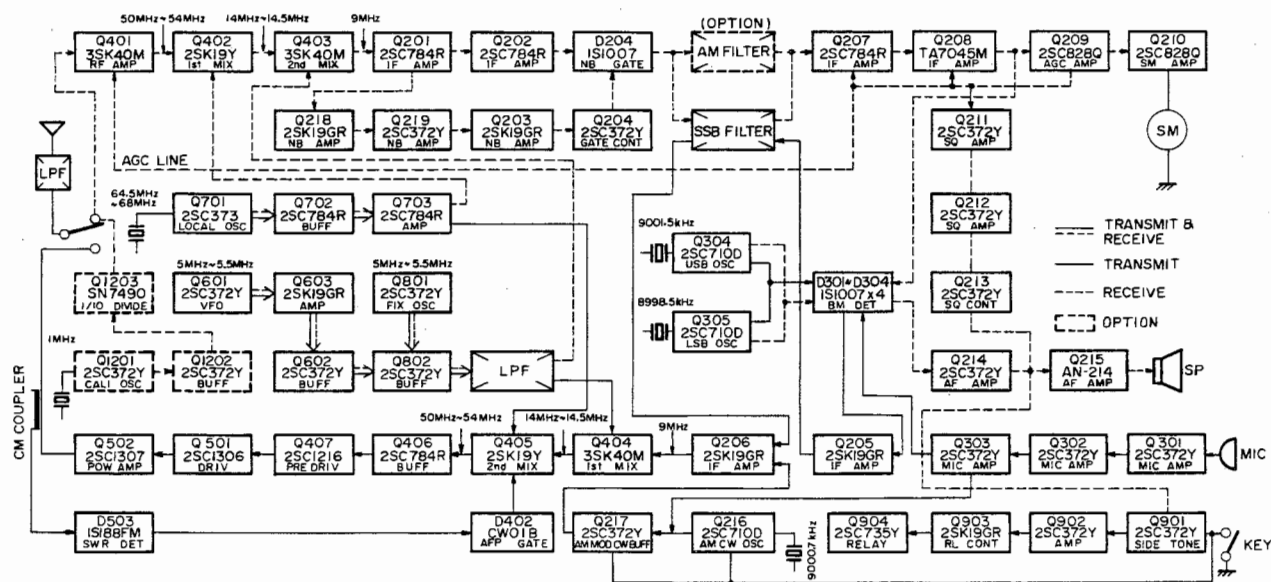 50MHz~54MHz
14MHz~14.5MHz
9MHz
(OPTION)
Q401
3SK40M
RF AMP
Q402
2SK19Y
1st MIX
Q403
3SK40M
2nd MIX
Q201
2SC784R
IF AMP
Q202
2SC784R
IF AMP
D204
1S1007
NB GATE
AM FILTER
Q207
2SC784R
IF AMP
Q208
TA7045M
IF AMP
Q209
2SC828Q
AGC AMP
Q210
2SC828Q
SM AMP
Q218
2SK19GR
NB AMP
Q219
2SC372Y
NB AMP
Q203
2SK19GR
NB AMP
Q204
2SC372Y
GATE CONT
SSB FILTER
Q211
2SC372Y
SQ AMP
SM
LPF
AGC LINE
64.5MHz
~68MHz
Q701
2SC373
LOCAL OSC
Q702
2SC784R
BUFF
Q703
2SC784R
AMP
Q212
2SC372Y
SQ AMP
TRANSMIT &
RECEIVE
TRANSMIT
RECEIVE
OPTION
9001.5kHz
Q304
2SC710D
USB OSC
8998.5kHz
Q305
2SC710D
LSB OSC
D301~D304
1S1007x4
BM DET
Q213
2SC372Y
SQ CONT
5MHz~5.5MHz
5MHz~5.5MHz
Q1203
SN7490
1/10 DIVIDE
Q601
2SC372Y
VFO
Q603
2SK19GR
AMP
Q801
2SC372Y
FIX OSC
1MHz
Q1201
2SC372Y
CALI OSC
Q1202
2SC372Y
BUFF
Q602
2SC372Y
BUFF
Q802
2SC372Y
BUFF
LPF
Q214
2SC372Y
AF AMP
Q215
AN-214
AF AMP
SP
CM COUPLER
50MHz~54MHz
14MHz~14.5MHz
9MHz
Q502
2SC1307
POW AMP
Q501
2SC1306
DRIV
Q407
2SC1216
PRE DRIV
Q406
2SC784R
BUFF
Q405
2SK19Y
2nd MIX
Q404
3SK40M
1st MIX
Q206
2SK19GR
IF AMP
Q205
2SK19GR
IF AMP
Q303
2SC372Y
MIC AMP
Q302
2SC372Y
MIC AMP
Q301
2SC372Y
MIC AMP
MIC
D503
1S188FM
SWR DET
D402
CW01B
AFP GATE
Q217
2SC372Y
AM MOD CW BUFF
Q216
2SC710D
AM CW OSC
9000.7kHz
Q904
2SC735Y
RELAY
Q903
2SK19GR
RL CONT
Q902
2SC372Y
AMP
Q901
2SC372Y
SIDE TONE
KEY